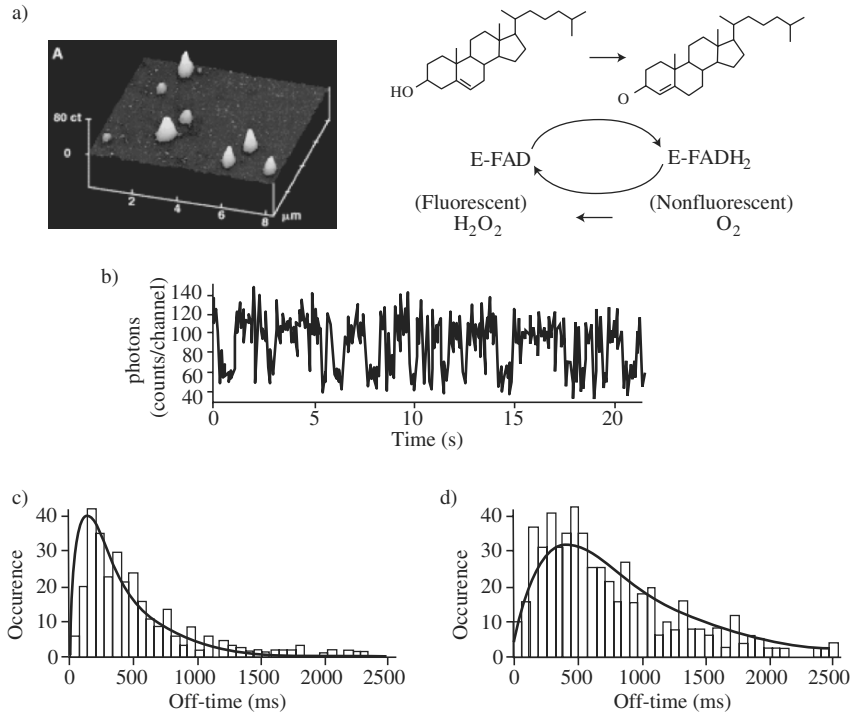 a)
A
80 ct
0
2
4
6
8
μm
HO
O
E-FAD
E-FADH2
(Fluorescent)
(Nonfluorescent)
H2O2
O2
b)
photons
(counts/channel)
140
120
100
80
60
40
0
5
10
15
20
Time (s)
c)
Occurence
40
30
20
10
0
0
500
1000
1500
2000
2500
Off-time (ms)
d)
Occurence
40
30
20
10
0
0
500
1000
1500
2000
2500
Off-time (ms)